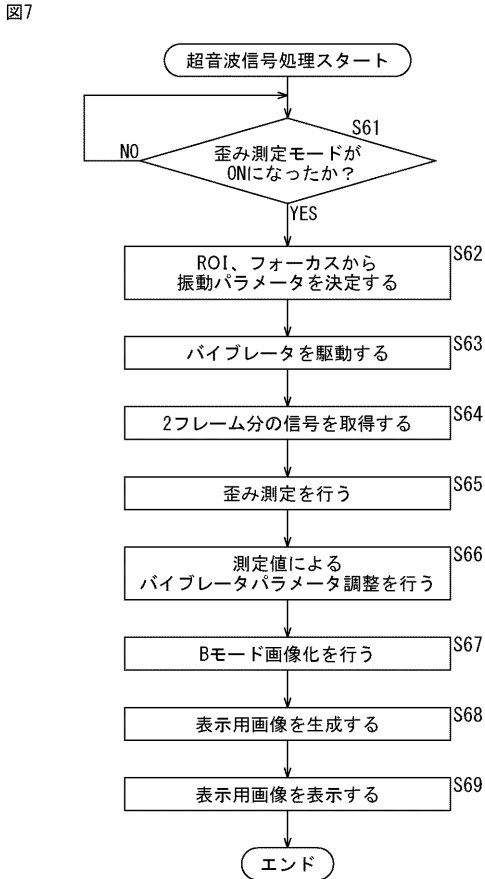 図7
超音波信号処理スタート
S61
歪み測定モードが
ONになったか?
NO
YES
S62
ROI、フォーカスから
振動パラメータを決定する
S63
バイブレータを駆動する
S64
2フレーム分の信号を取得する
S65
歪み測定を行う
S66
測定値による
バイブレータパラメータ調整を行う
S67
Bモード画像化を行う
S68
表示用画像を生成する
S69
表示用画像を表示する
エンド